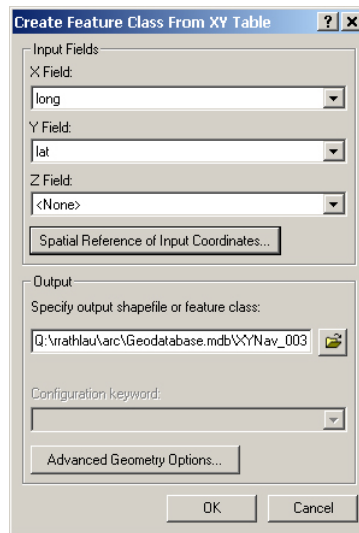 Create Feature Class From XY Table
Input Fields
X Field:
long
Y Field:
lat
Z Field:
<None>
Spatial Reference of Input Coordinates...
Output
Specify output shapefile or feature class:
Q:\rrathlau\arc\Geodatabase.mdb\XYNav_003
Configuration keyword:
Advanced Geometry Options...
OK Cancel